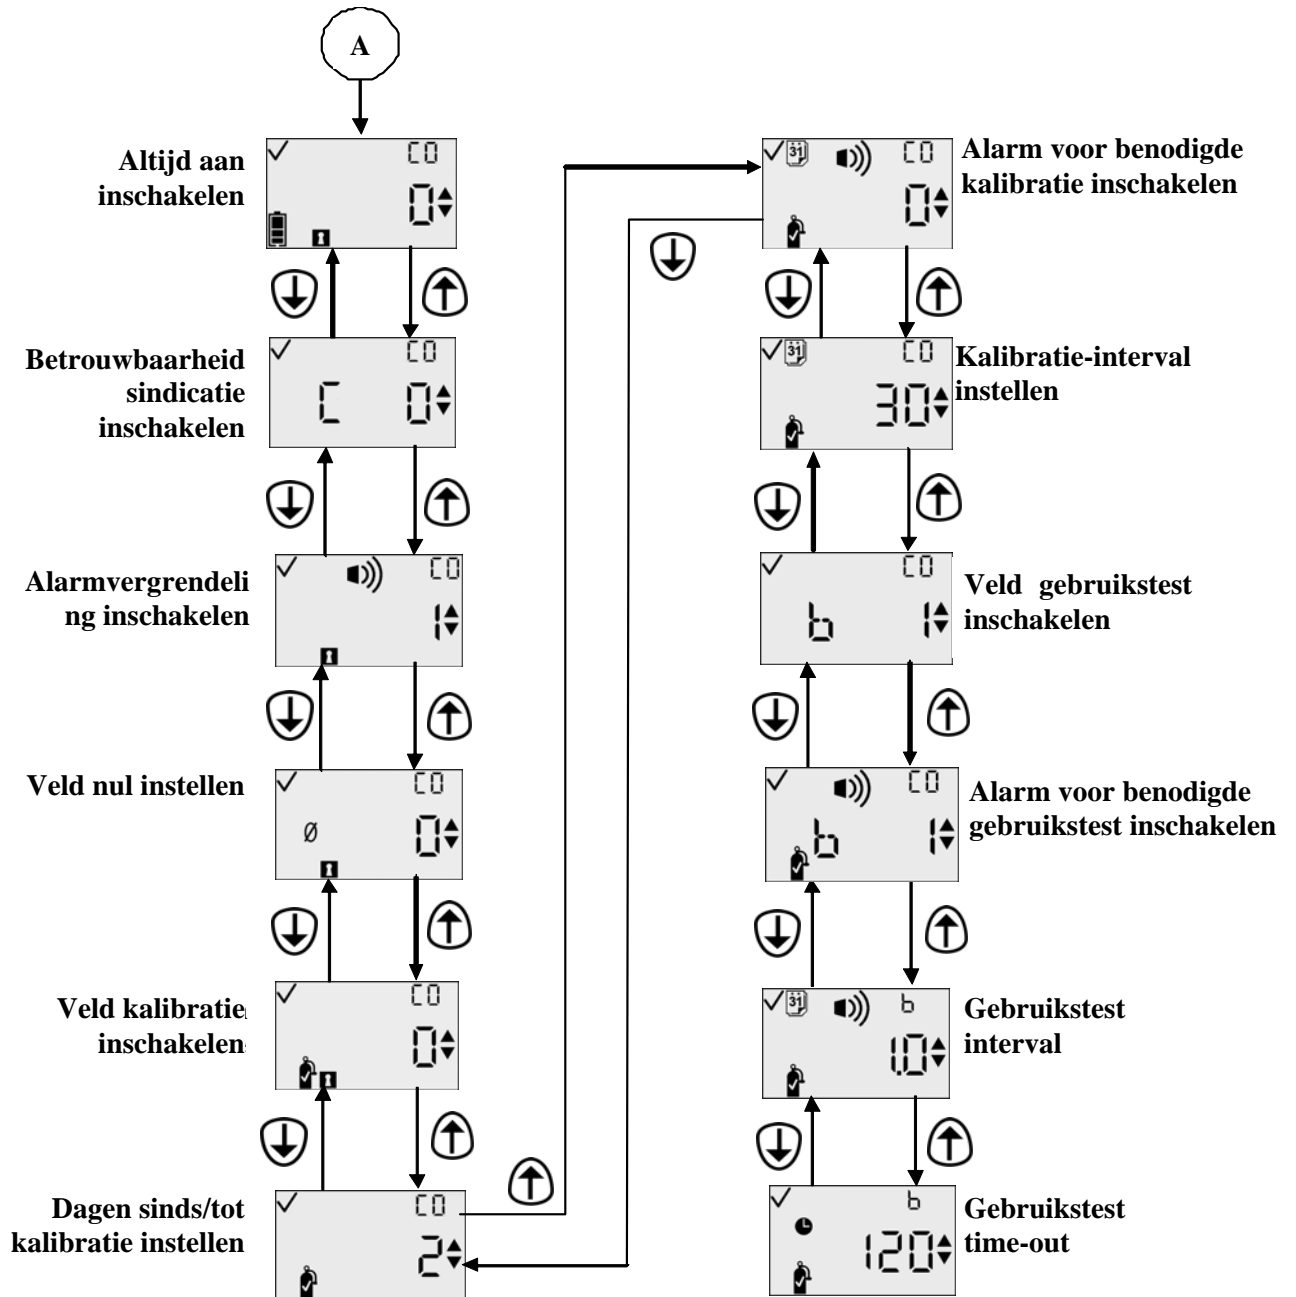 A
Altijd aan
inschakelen
CO
0
Betrouwbaarheid
sindicatie
inschakelen
CO
C 0
Alarmvergrendeli
ng inschakelen
CO
1
Veld nul instellen
CO
Ø 0
Veld kalibratie
inschakelen
CO
0
Dagen sinds/tot
kalibratie instellen
CO
2
31 CO
0
Alarm voor benodigde
kalibratie inschakelen
31 CO
30
Kalibratie-interval
instellen
CO
b 1
Veld gebruikstest
inschakelen
CO
b 1
Alarm voor benodigde
gebruikstest inschakelen
31 b
1.0
Gebruikstest
interval
b
120
Gebruikstest
time-out